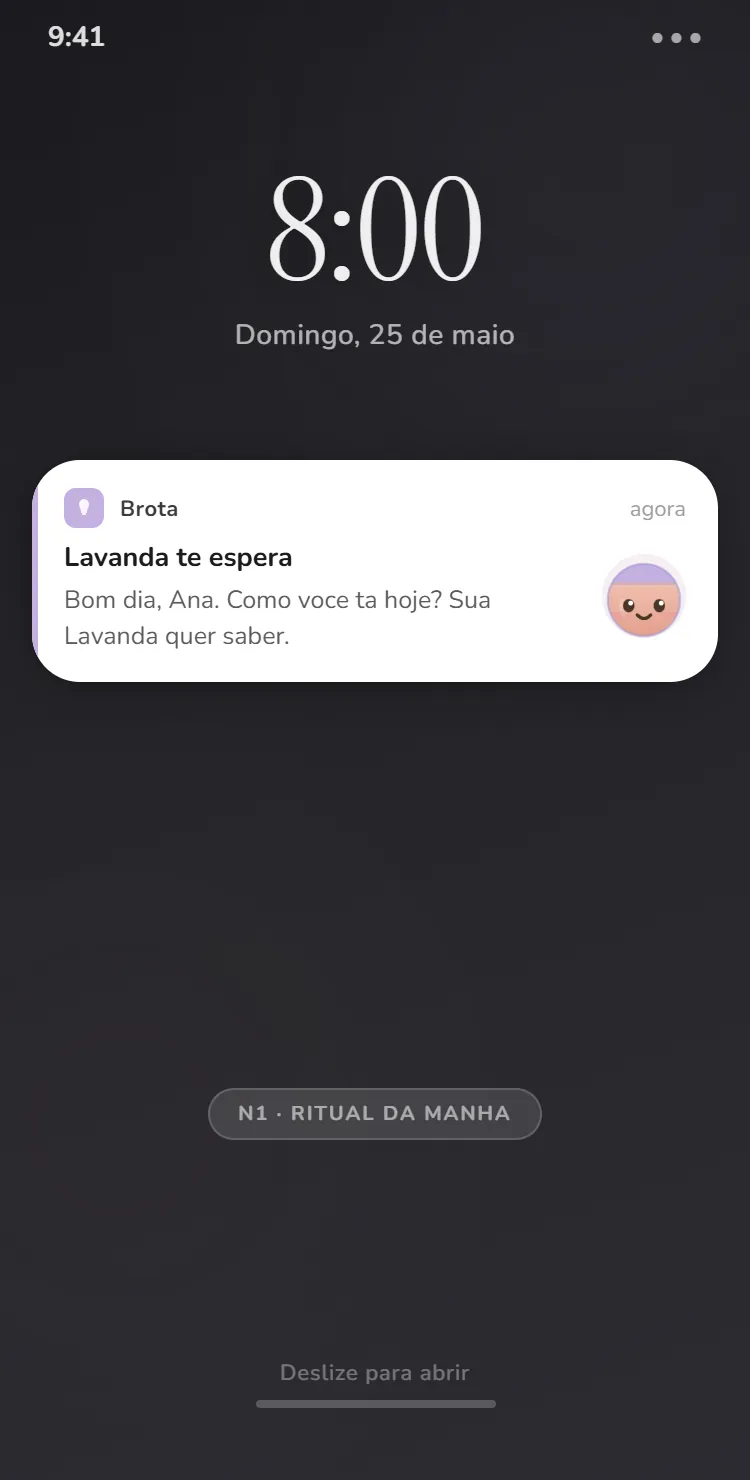 9:41
8:00
Domingo, 25 de maio
Brota
agora
Lavanda te espera
Bom dia, Ana. Como voce ta hoje? Sua
Lavanda quer saber.
N1 · RITUAL DA MANHA
Deslize para abrir